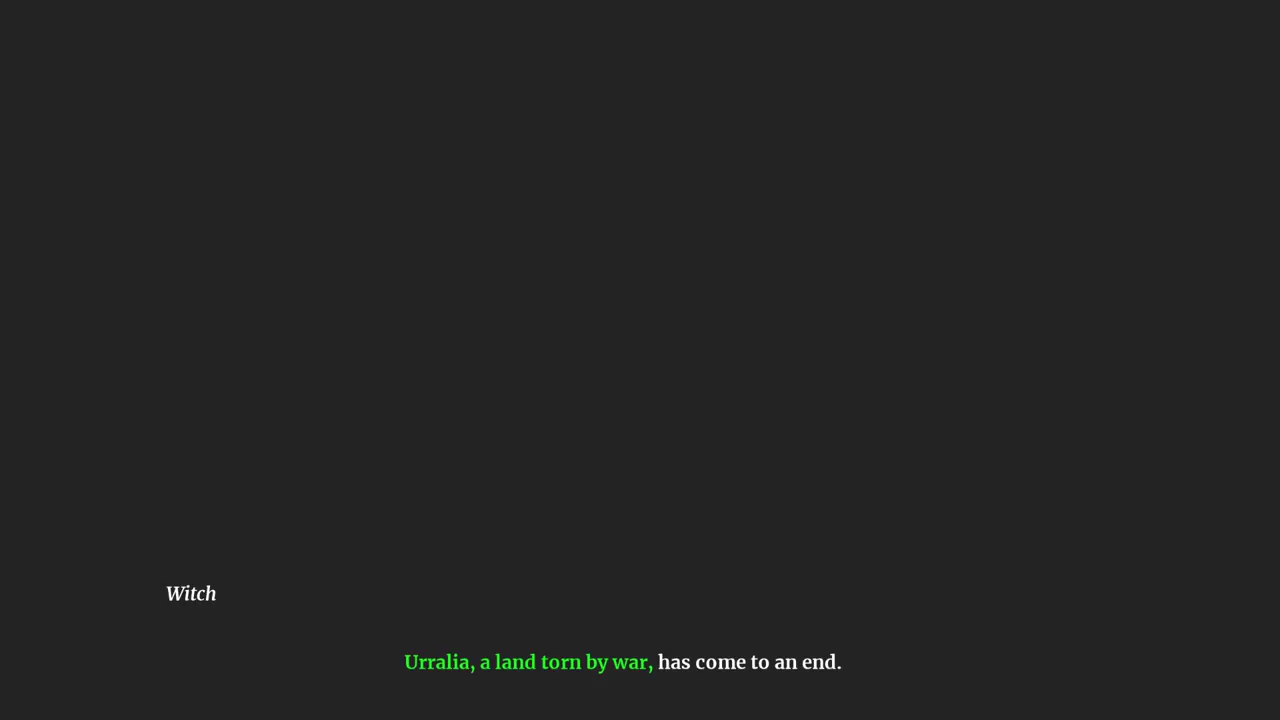 Witch
Urralia, a land torn by war, has come to an end.